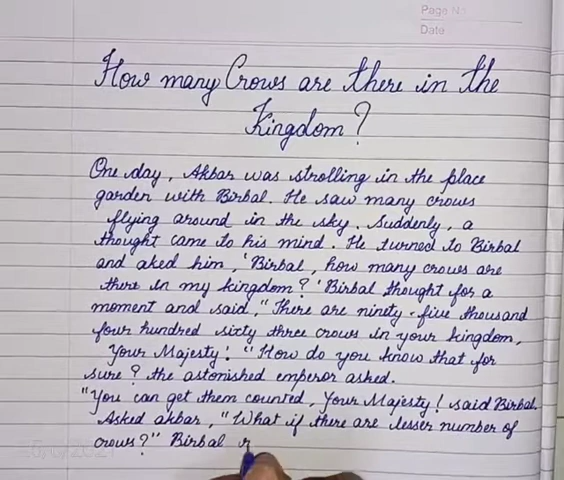 Page No
Date
How many Crows are there in the
Kingdom?
One day, Akbar was strolling in the place
garden with Birbal. He saw many crows
flying around in the sky. Suddenly, a
thought came to his mind. He turned to Birbal
and aked him, 'Birbal, how many crows are
there in my kingdom? 'Birbal thought for a
moment and said, "There are ninety-five thousand
four hundred sixty three crows in your kingdom,
Your Majesty! "How do you know that for
sure? the astonished emperor asked.
"You can get them counted, Your Majesty! said Birbal.
Asked akbar, "What if there are lesser number of
crows?" Birbal